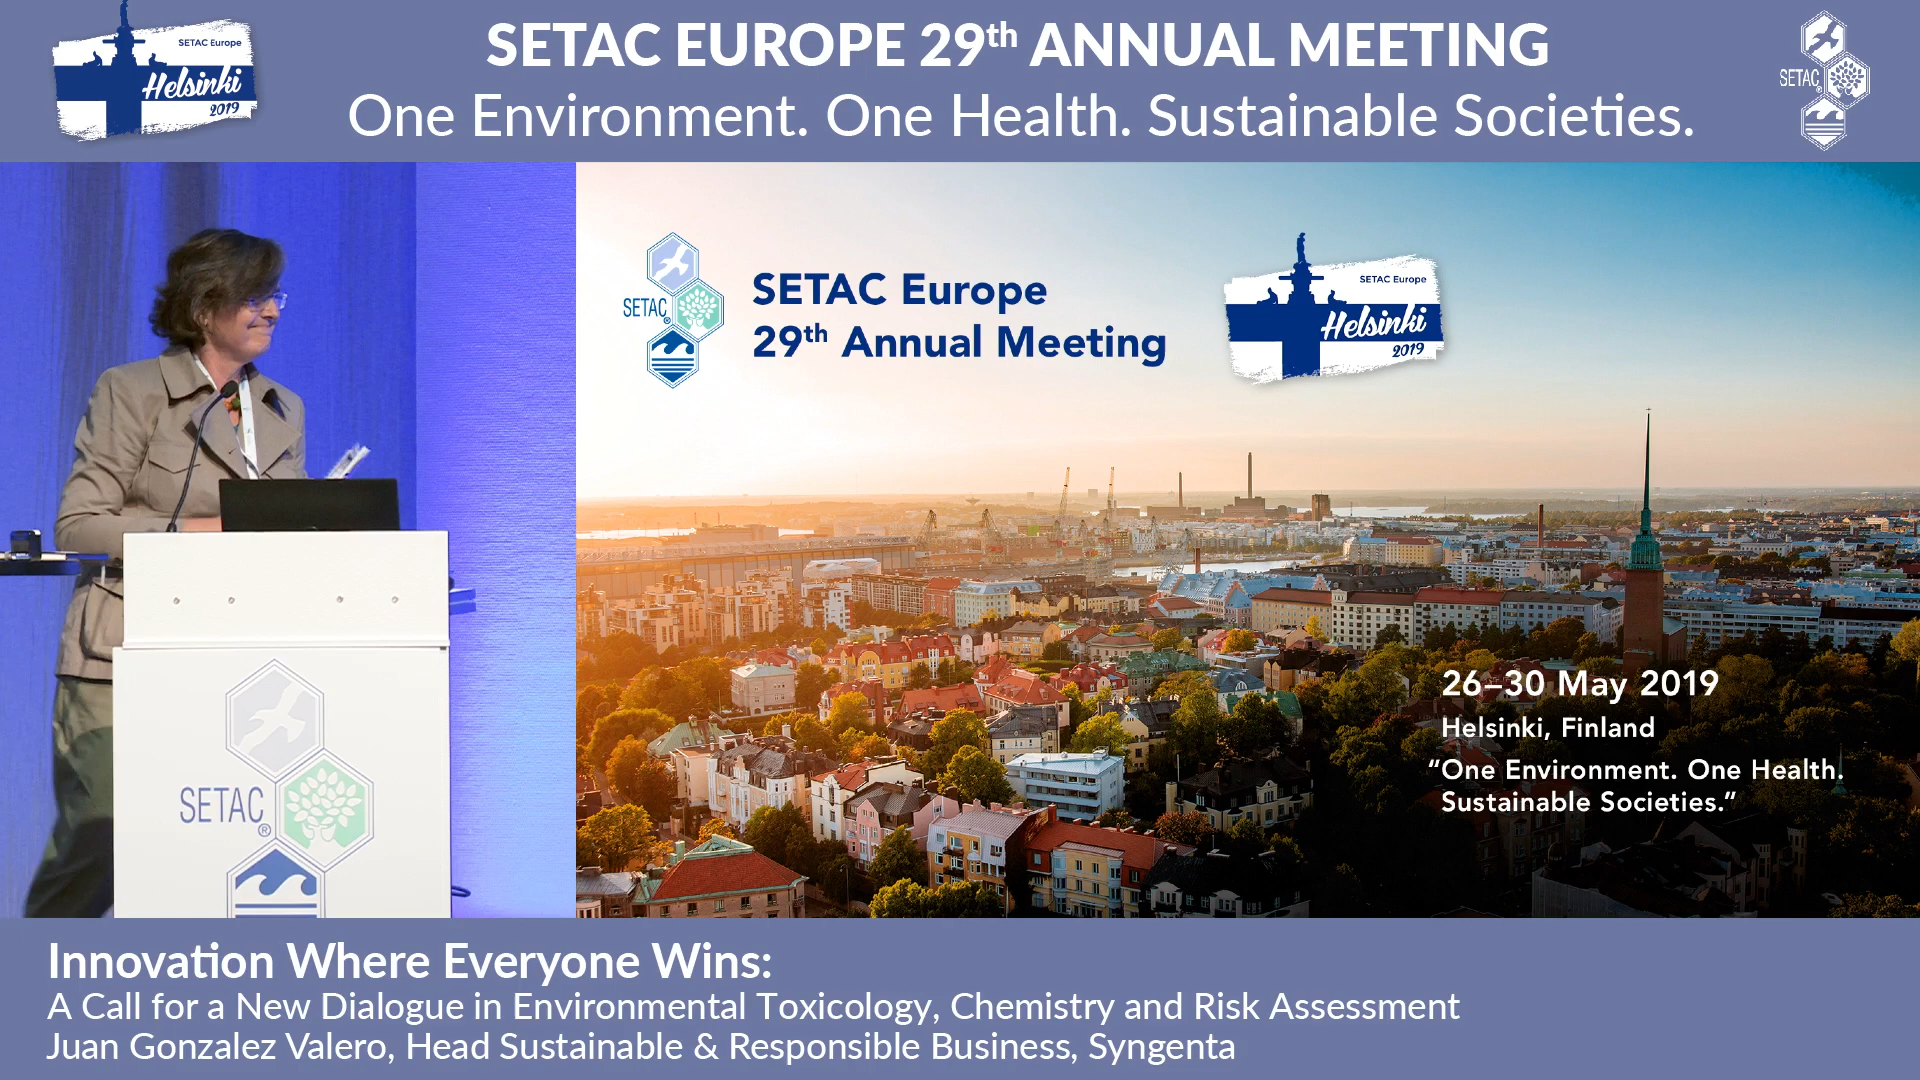 SETAC Europe
Helsinki
2019
SETAC EUROPE 29th ANNUAL MEETING
One Environment. One Health. Sustainable Societies.
SETAC®
SETAC®
SETAC Europe
29th Annual Meeting
SETAC Europe
Helsinki
2019
26–30 May 2019
Helsinki, Finland
"One Environment. One Health.
Sustainable Societies."
SETAC®
Innovation Where Everyone Wins:
A Call for a New Dialogue in Environmental Toxicology, Chemistry and Risk Assessment
Juan Gonzalez Valero, Head Sustainable & Responsible Business, Syngenta